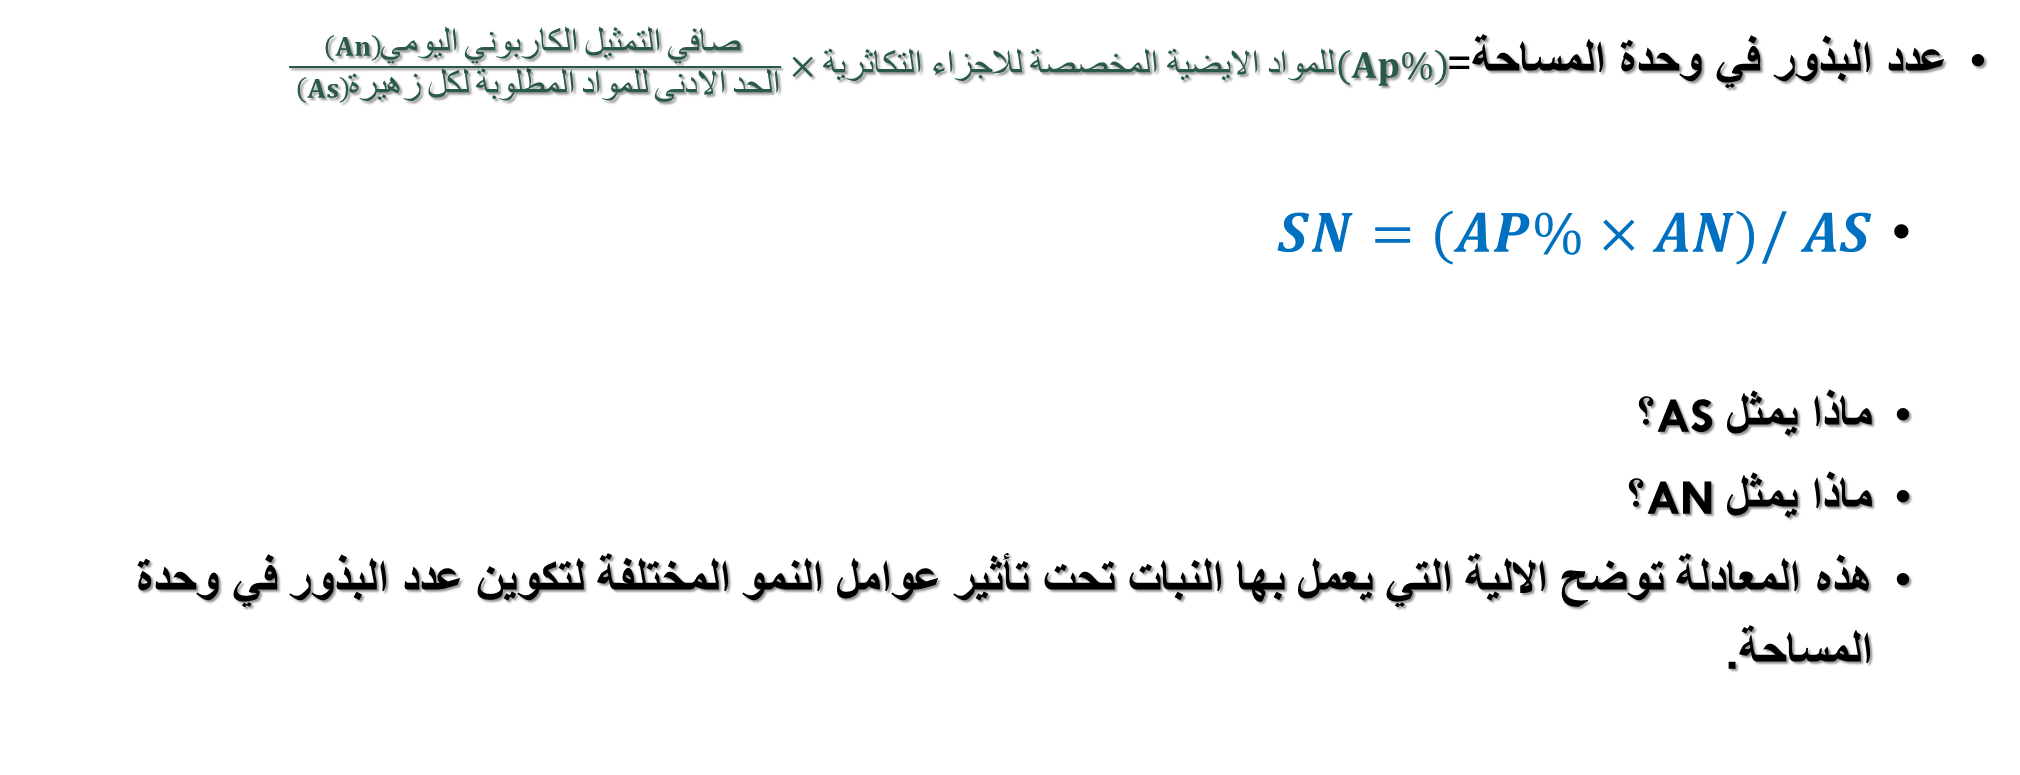 • عدد البذور في وحدة المساحة=(Ap%)للمواد الايضية المخصصة للاجزاء التكاثرية × صافي التمثيل الكاربوني اليومي(An)
الحد الادنى للمواد المطلوبة لكل زهيرة(As)
• SN = (AP% × AN)/ AS
• ماذا يمثل AS؟
• ماذا يمثل AN؟
• هذه المعادلة توضح الالية التي يعمل بها النبات تحت تأثير عوامل النمو المختلفة لتكوين عدد البذور في وحدة
المساحة.